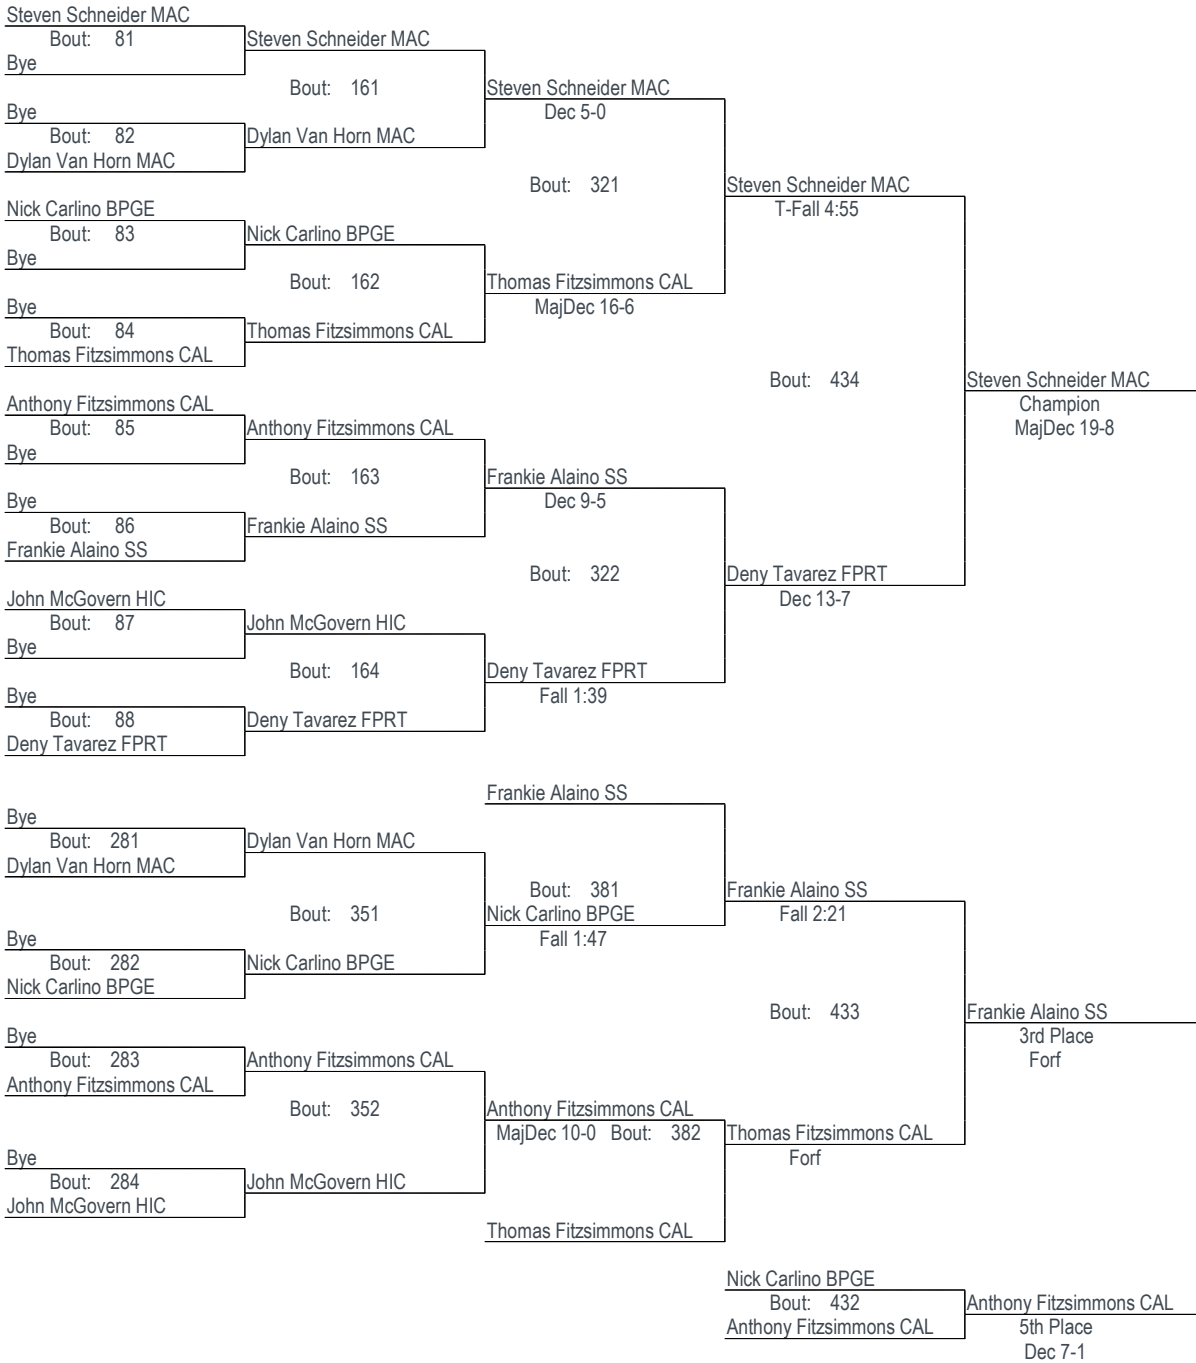 Steven Schneider MAC
Bout: 81
Steven Schneider MAC
Bye
Bout: 161
Steven Schneider MAC
Bye
Dec 5-0
Bout: 82
Dylan Van Horn MAC
Dylan Van Horn MAC
Bout: 321
Steven Schneider MAC
Nick Carlino BPGE
T-Fall 4:55
Bout: 83
Nick Carlino BPGE
Bye
Bout: 162
Thomas Fitzsimmons CAL
Bye
MajDec 16-6
Bout: 84
Thomas Fitzsimmons CAL
Thomas Fitzsimmons CAL
Bout: 434
Steven Schneider MAC
Anthony Fitzsimmons CAL
Champion
Bout: 85
Anthony Fitzsimmons CAL
MajDec 19-8
Bye
Bout: 163
Frankie Alaino SS
Bye
Dec 9-5
Bout: 86
Frankie Alaino SS
Frankie Alaino SS
Bout: 322
Deny Tavarez FPRT
John McGovern HIC
Dec 13-7
Bout: 87
John McGovern HIC
Bye
Bout: 164
Deny Tavarez FPRT
Bye
Fall 1:39
Bout: 88
Deny Tavarez FPRT
Deny Tavarez FPRT
Frankie Alaino SS
Bye
Bout: 281
Dylan Van Horn MAC
Dylan Van Horn MAC
Bout: 381
Frankie Alaino SS
Bout: 351
Nick Carlino BPGE
Fall 2:21
Bye
Fall 1:47
Bout: 282
Nick Carlino BPGE
Nick Carlino BPGE
Bout: 433
Frankie Alaino SS
Bye
3rd Place
Bout: 283
Anthony Fitzsimmons CAL
Forf
Anthony Fitzsimmons CAL
Bout: 352
Anthony Fitzsimmons CAL
MajDec 10-0 Bout: 382
Thomas Fitzsimmons CAL
Bye
Forf
Bout: 284
John McGovern HIC
John McGovern HIC
Thomas Fitzsimmons CAL
Nick Carlino BPGE
Bout: 432
Anthony Fitzsimmons CAL
Anthony Fitzsimmons CAL
5th Place
Dec 7-1